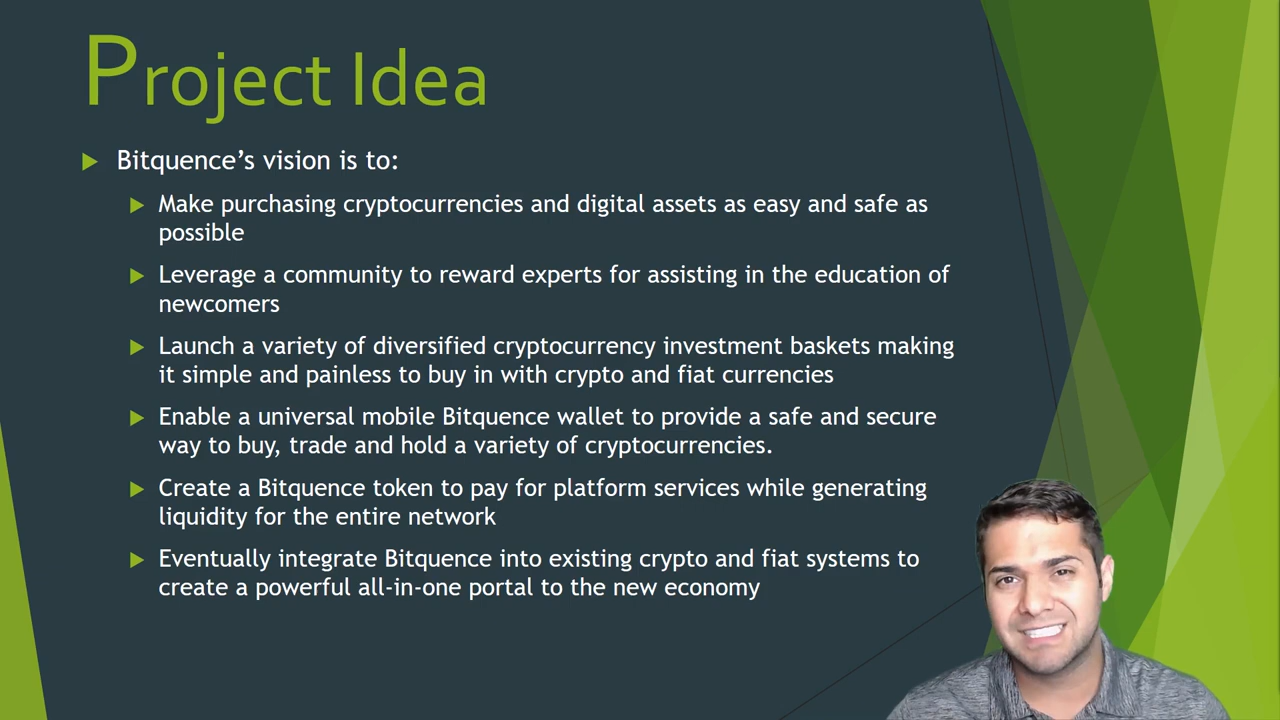 Project Idea
Bitquence’s vision is to:
Make purchasing cryptocurrencies and digital assets as easy and safe as
possible
Leverage a community to reward experts for assisting in the education of
newcomers
Launch a variety of diversified cryptocurrency investment baskets making
it simple and painless to buy in with crypto and fiat currencies
Enable a universal mobile Bitquence wallet to provide a safe and secure
way to buy, trade and hold a variety of cryptocurrencies.
Create a Bitquence token to pay for platform services while generating
liquidity for the entire network
Eventually integrate Bitquence into existing crypto and fiat systems to
create a powerful all-in-one portal to the new economy